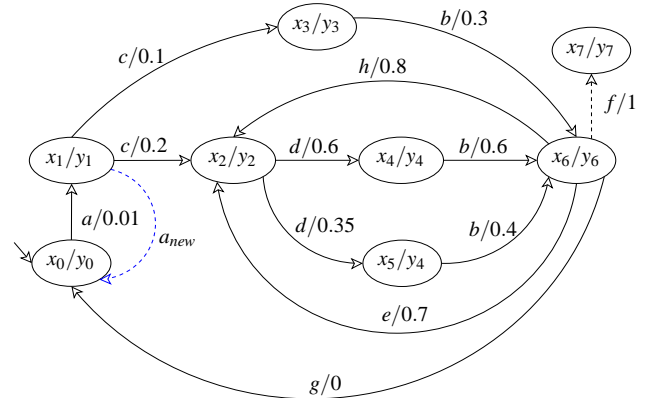 x₃/y₃
b/0.3
x₇/y₇
c/0.1
h/0.8
f/1
x₁/y₁
c/0.2
x₂/y₂
d/0.6
x₄/y₄
b/0.6
x₆/y₆
a/0.01
a_new
d/0.35
b/0.4
x₀/y₀
x₅/y₄
e/0.7
g/0